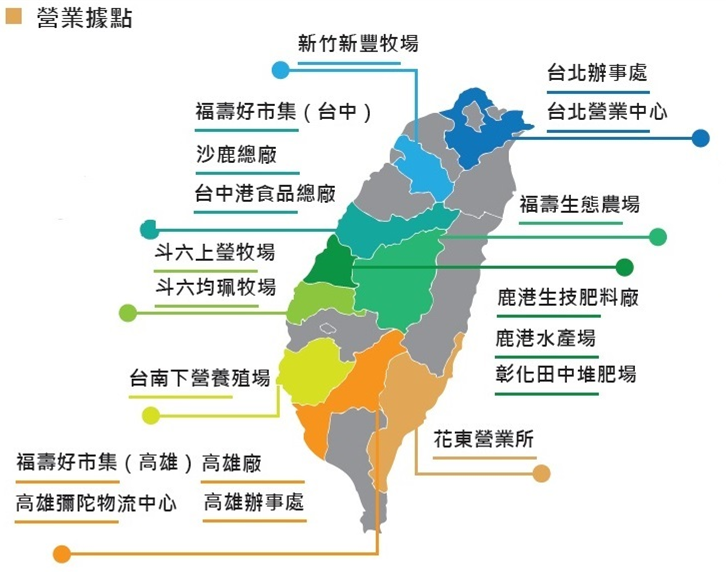 營業據點
新竹新豐牧場
台北辦事處
台北營業中心
福壽好市集（台中）
沙鹿總廠
台中港食品總廠
福壽生態農場
斗六上瑩牧場
斗六均珮牧場
鹿港生技肥料廠
鹿港水產場
彰化田中堆肥場
台南下營養殖場
花東營業所
福壽好市集（高雄）高雄廠
高雄彌陀物流中心 高雄辦事處